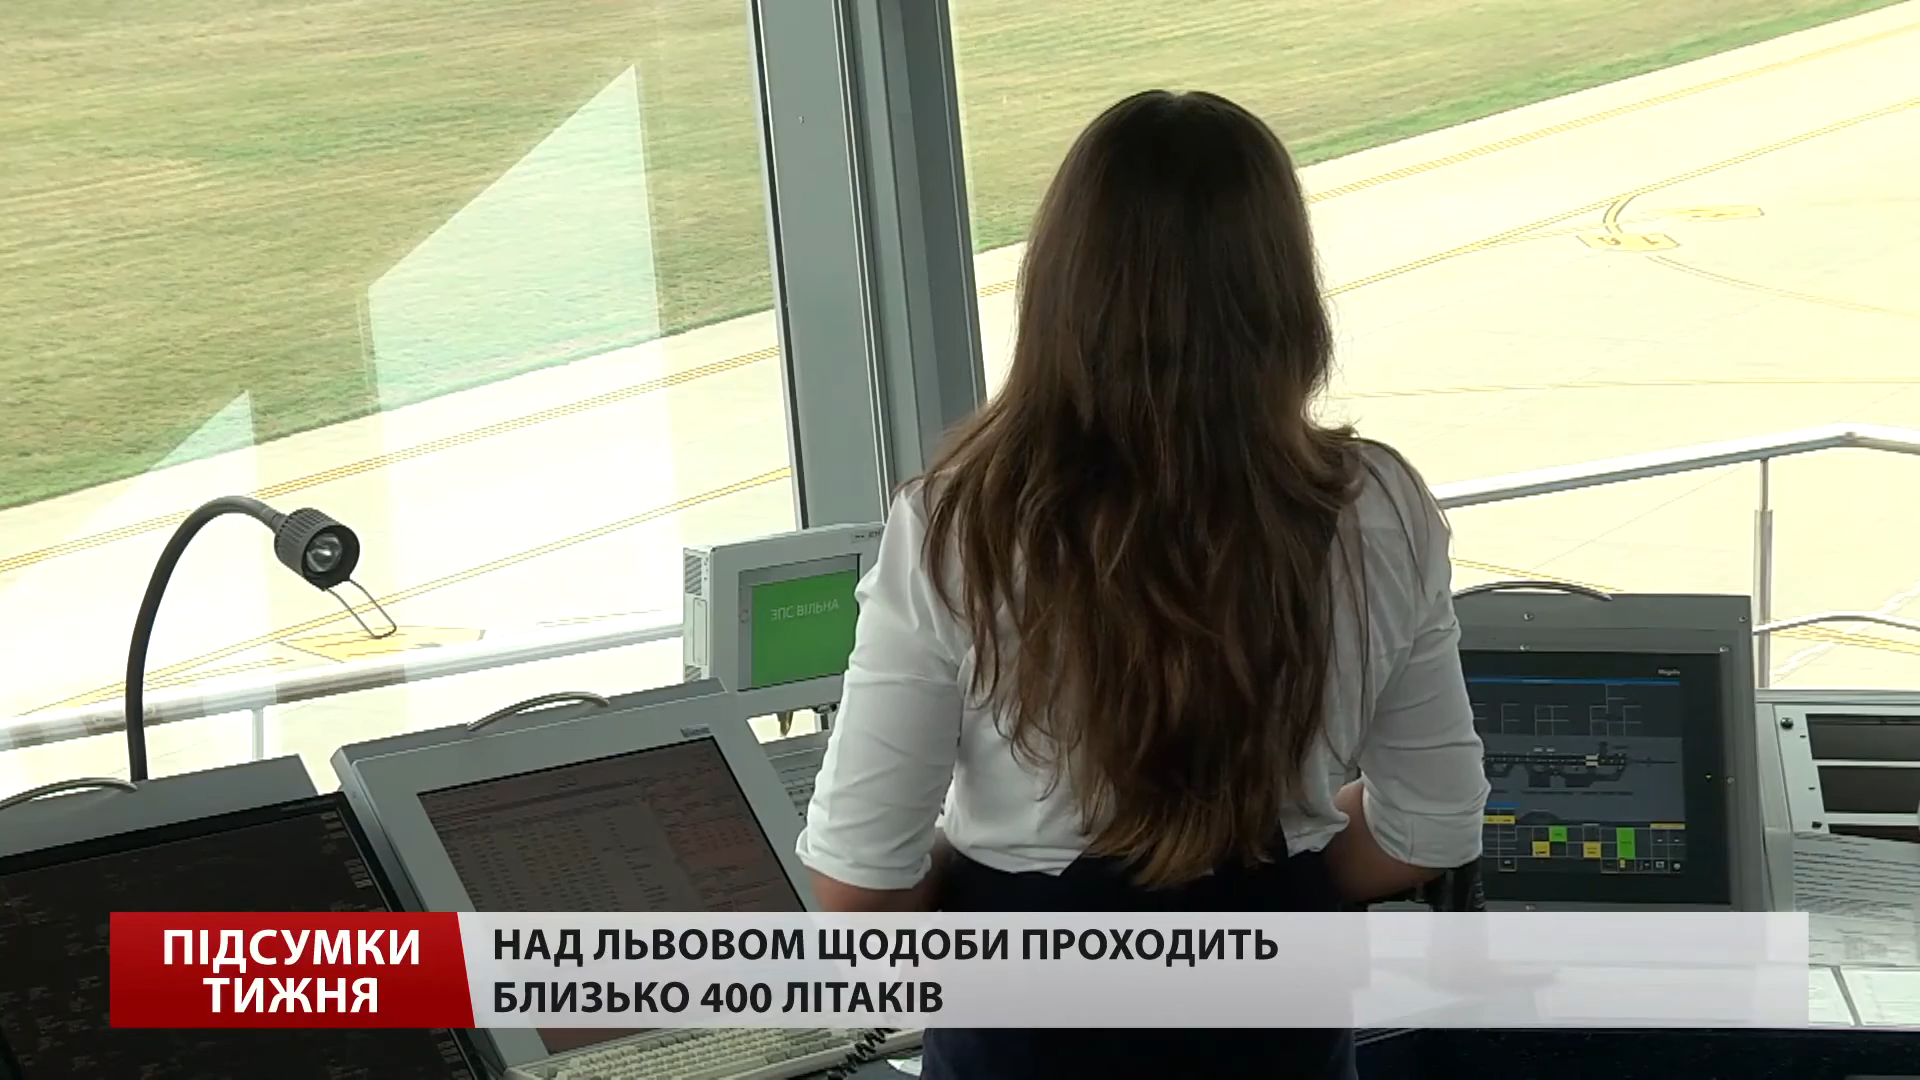 ЗПС ВІЛЬНА
ПІДСУМКИ
ТИЖНЯ
НАД ЛЬВОВОМ ЩОДОБИ ПРОХОДИТЬ
БЛИЗЬКО 400 ЛІТАКІВ